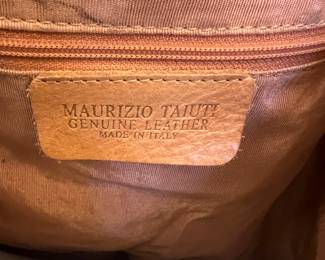 MAURIZIO TAIUTI
GENUINE LEATHER
MADE IN ITALY